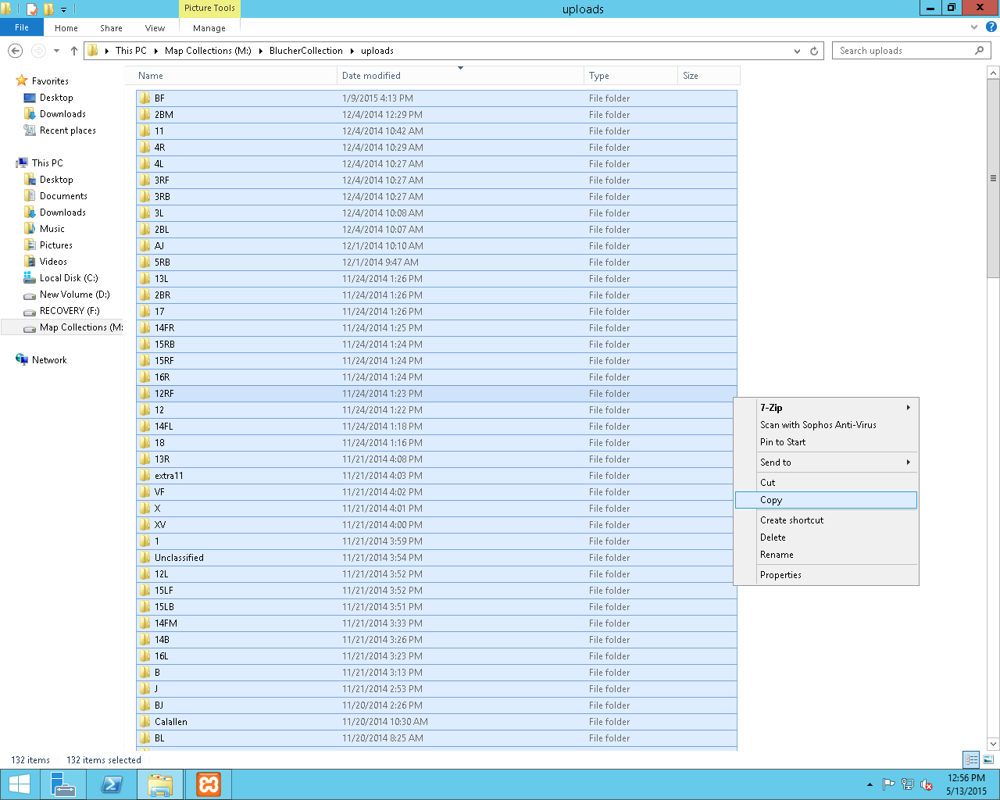 Picture Tools
uploads
File
Home
Share
View
Manage
This PC
Map Collections (M:)
BlucherCollection
uploads
Search uploads
Favorites
Desktop
Downloads
Recent places
This PC
Desktop
Documents
Downloads
Music
Pictures
Videos
Local Disk (C:)
New Volume (D:)
RECOVERY (F:)
Map Collections (M:
Network
Name Date modified Type Size
BF 1/9/2015 4:13 PM File folder
2BM 12/4/2014 12:29 PM File folder
11 12/4/2014 10:42 AM File folder
4R 12/4/2014 10:29 AM File folder
4L 12/4/2014 10:27 AM File folder
3RF 12/4/2014 10:27 AM File folder
3RB 12/4/2014 10:27 AM File folder
3L 12/4/2014 10:08 AM File folder
2BL 12/4/2014 10:07 AM File folder
AJ 12/1/2014 10:10 AM File folder
5RB 12/1/2014 9:47 AM File folder
13L 11/24/2014 1:26 PM File folder
2BR 11/24/2014 1:26 PM File folder
17 11/24/2014 1:26 PM File folder
14FR 11/24/2014 1:25 PM File folder
15RB 11/24/2014 1:24 PM File folder
15RF 11/24/2014 1:24 PM File folder
16R 11/24/2014 1:24 PM File folder
12RF 11/24/2014 1:23 PM File folder
12 11/24/2014 1:22 PM File folder
14FL 11/24/2014 1:18 PM File folder
18 11/24/2014 1:16 PM File folder
13R 11/21/2014 4:08 PM File folder
extra11 11/21/2014 4:03 PM File folder
VF 11/21/2014 4:02 PM File folder
X 11/21/2014 4:01 PM File folder
XV 11/21/2014 4:00 PM File folder
1 11/21/2014 3:59 PM File folder
Unclassified 11/21/2014 3:54 PM File folder
12L 11/21/2014 3:52 PM File folder
15LF 11/21/2014 3:52 PM File folder
15LB 11/21/2014 3:51 PM File folder
14FM 11/21/2014 3:33 PM File folder
14B 11/21/2014 3:26 PM File folder
16L 11/21/2014 3:23 PM File folder
B 11/21/2014 3:13 PM File folder
J 11/21/2014 2:53 PM File folder
BJ 11/20/2014 2:26 PM File folder
Calallen 11/20/2014 10:30 AM File folder
BL 11/20/2014 8:25 AM File folder
7-Zip
Scan with Sophos Anti-Virus
Pin to Start
Send to
Cut
Copy
Create shortcut
Delete
Rename
Properties
132 items 132 items selected
12:56 PM
5/13/2015